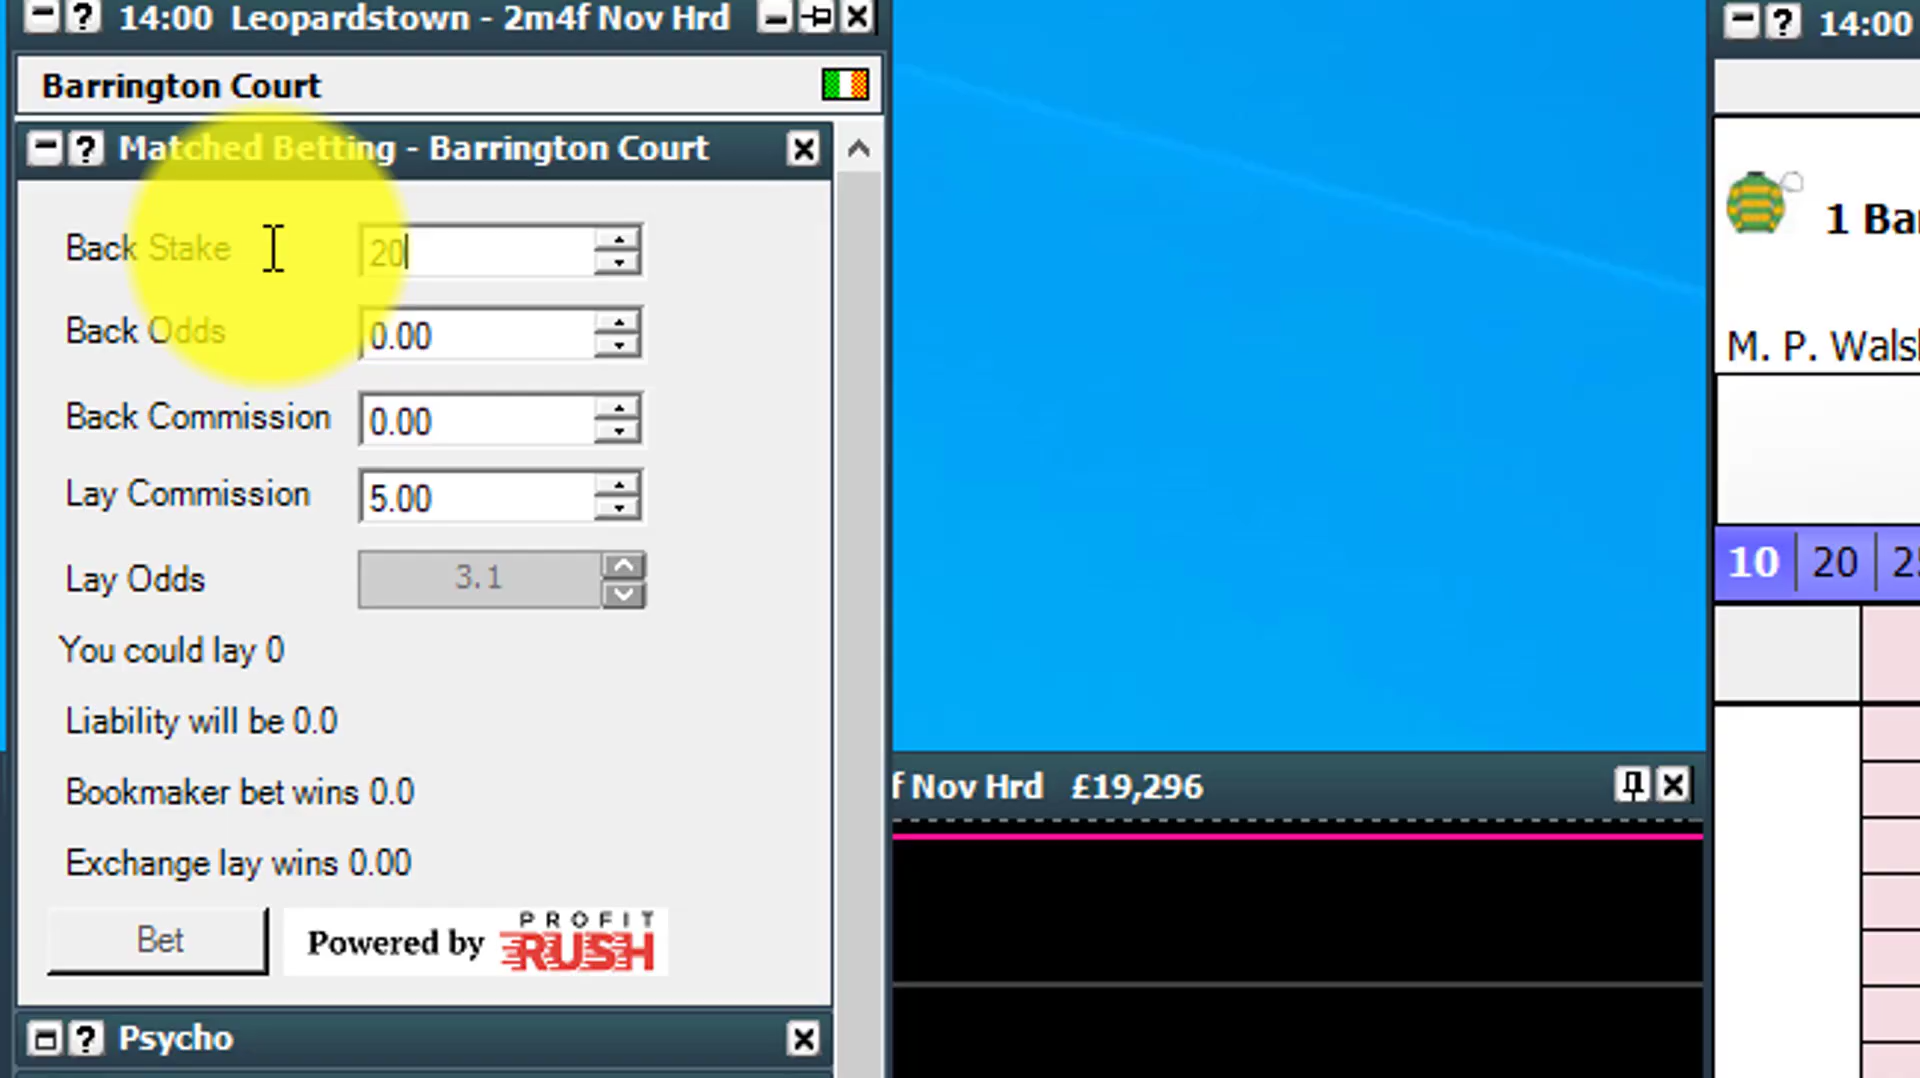 14:00 Leopardstown - 2m4f Nov Hrd
Barrington Court
Matched Betting - Barrington Court
Back Stake 20
Back Odds 0.00
Back Commission 0.00
Lay Commission 5.00
Lay Odds 3.1
You could lay 0
Liability will be 0.0
Bookmaker bet wins 0.0
Exchange lay wins 0.00
Bet
Powered by PROFIT RUSH
Psycho
f Nov Hrd £19,296
14:00
1 Ba
M. P. Wals
10 20 2